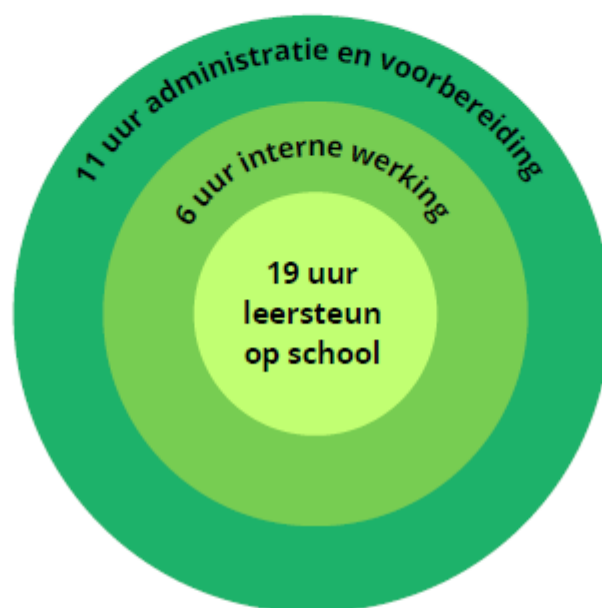 11 uur administratie en voorbereiding
6 uur interne werking
19 uur
leersteun
op school